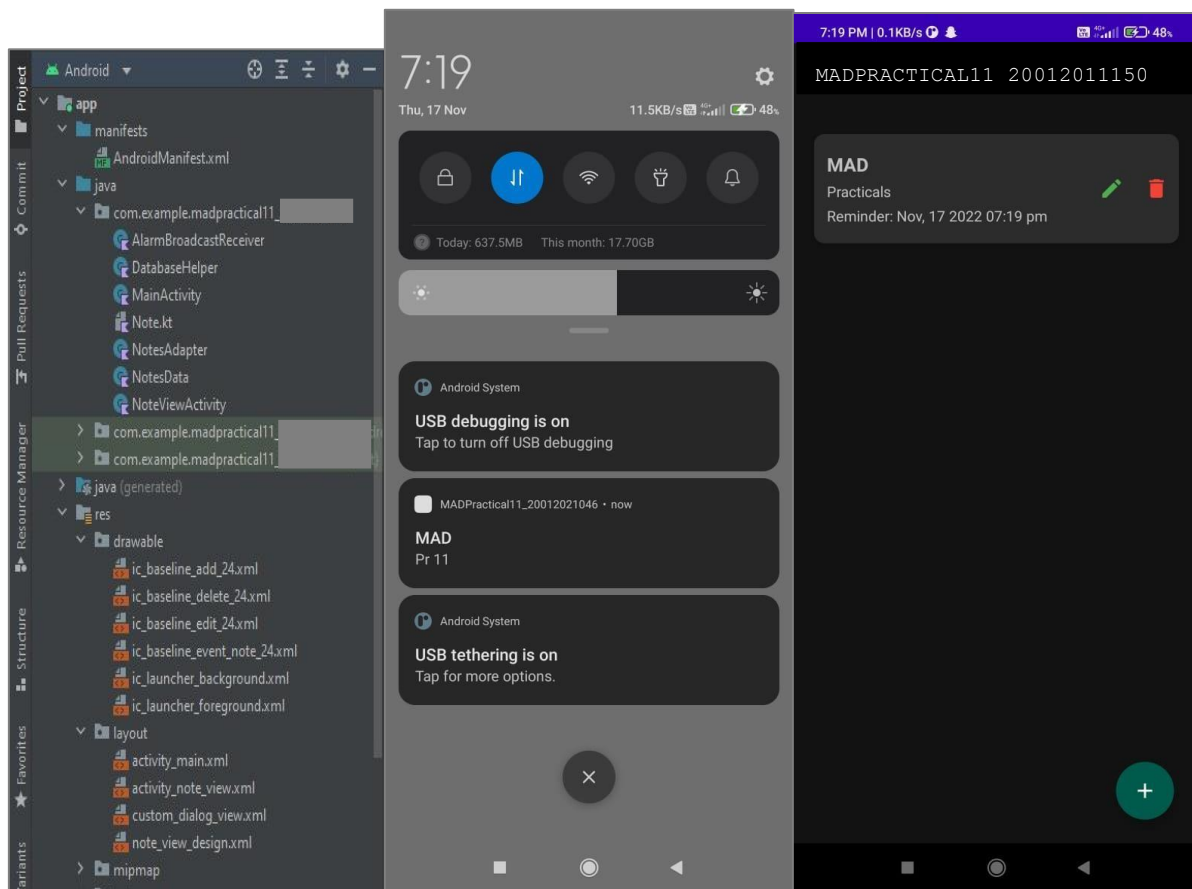 Project
Commit
Pull Requests
Resource Manager
Structure
Favorites
ariants
Android
app
manifests
AndroidManifest.xml
java
com.example.madpractical11_
AlarmBroadcastReceiver
DatabaseHelper
MainActivity
Note.kt
NotesAdapter
NotesData
NoteViewActivity
com.example.madpractical11_
com.example.madpractical11_
java (generated)
res
drawable
ic_baseline_add_24.xml
ic_baseline_delete_24.xml
ic_baseline_edit_24.xml
ic_baseline_event_note_24.xml
ic_launcher_background.xml
ic_launcher_foreground.xml
layout
activity_main.xml
activity_note_view.xml
custom_dialog_view.xml
note_view_design.xml
mipmap
7:19
Thu, 17 Nov 11.5KB/s 48%
Today: 637.5MB This month: 17.70GB
Android System
USB debugging is on
Tap to turn off USB debugging
MADPractical11_20012021046 • now
MAD
Pr 11
Android System
USB tethering is on
Tap for more options.
7:19 PM | 0.1KB/s 4G+ 48%
MADPRACTICAL11 20012011150
MAD
Practicals
Reminder: Nov, 17 2022 07:19 pm